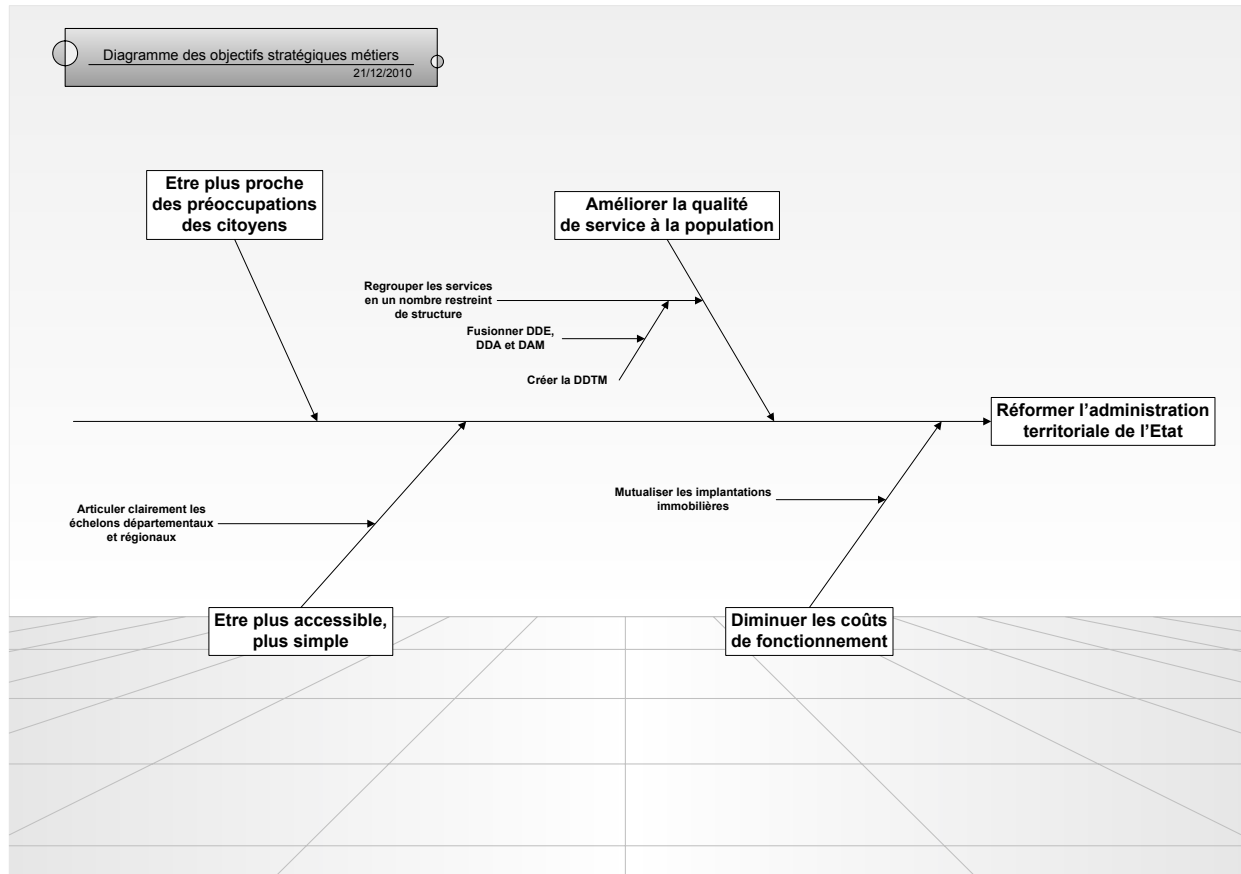 Diagramme des objectifs stratégiques métiers
21/12/2010
Etre plus proche
des préoccupations
des citoyens
Améliorer la qualité
de service à la population
Regrouper les services
en un nombre restreint
de structure
Fusionner DDE,
DDA et DAM
Créer la DDTM
Réformer l’administration
territoriale de l’Etat
Articuler clairement les
échelons départementaux
et régionaux
Mutualiser les implantations
immobilières
Etre plus accessible,
plus simple
Diminuer les coûts
de fonctionnement